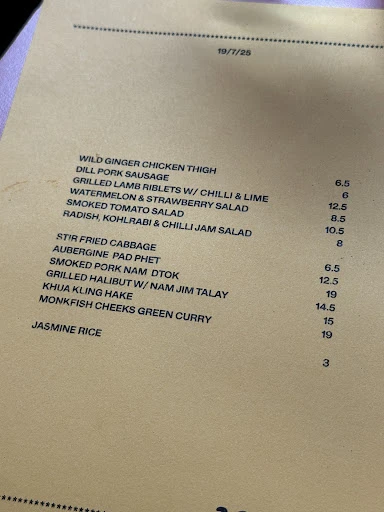 19/7/25
WILD GINGER CHICKEN THIGH 6.5
DILL PORK SAUSAGE 6
GRILLED LAMB RIBLETS W/ CHILLI & LIME 12.5
WATERMELON & STRAWBERRY SALAD 8.5
SMOKED TOMATO SALAD 10.5
RADISH, KOHLRABI & CHILLI JAM SALAD 8
STIR FRIED CABBAGE 6.5
AUBERGINE PAD PHET 12.5
SMOKED PORK NAM DTOK 19
GRILLED HALIBUT W/ NAM JIM TALAY 14.5
KHUA KLING HAKE 15
MONKFISH CHEEKS GREEN CURRY 19
JASMINE RICE 3